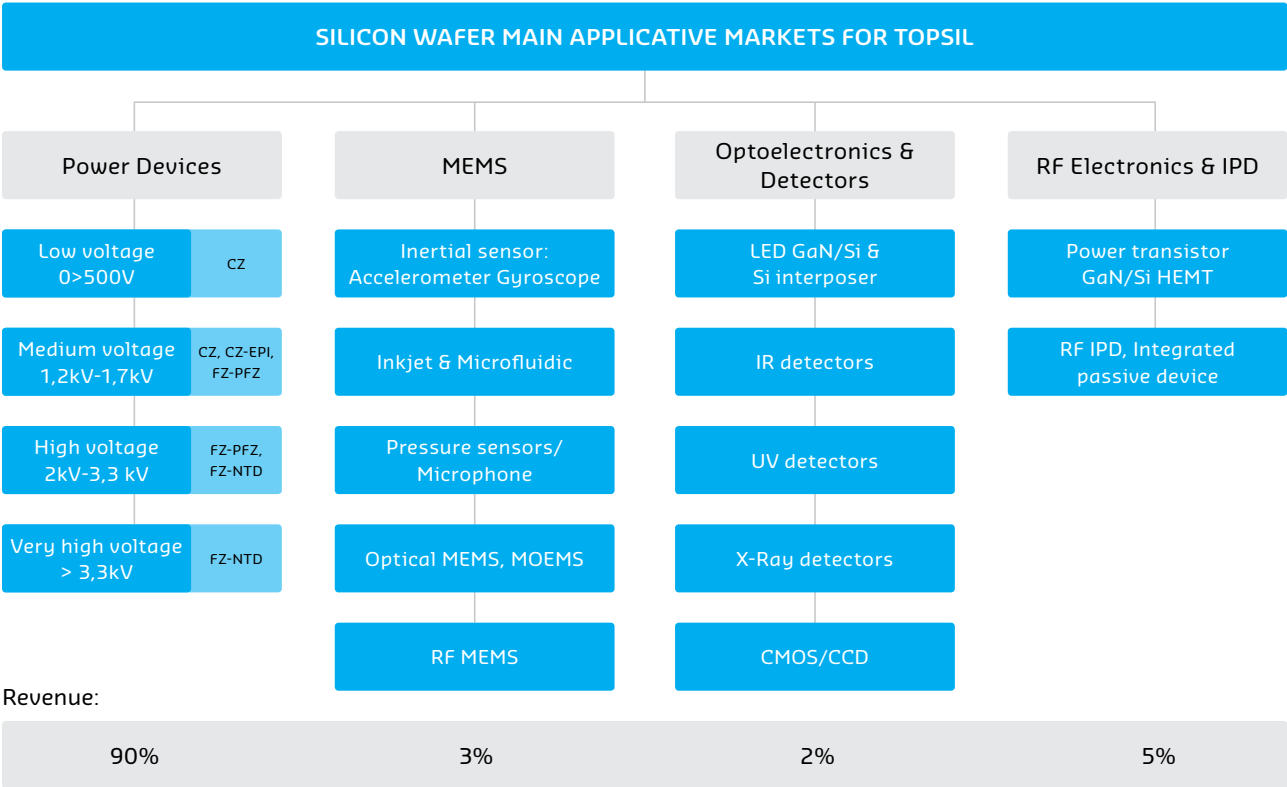 SILICON WAFER MAIN APPLICATIVE MARKETS FOR TOPSIL
Power Devices
Low voltage
0>500V
CZ
Medium voltage
1,2kV-1,7kV
CZ, CZ-EPI,
FZ-PFZ
High voltage
2kV-3,3 kV
FZ-PFZ,
FZ-NTD
Very high voltage
> 3,3kV
FZ-NTD
MEMS
Inertial sensor:
Accelerometer Gyroscope
Inkjet & Microfluidic
Pressure sensors/
Microphone
Optical MEMS, MOEMS
RF MEMS
Optoelectronics &
Detectors
LED GaN/Si &
Si interposer
IR detectors
UV detectors
X-Ray detectors
CMOS/CCD
RF Electronics & IPD
Power transistor
GaN/Si HEMT
RF IPD, Integrated
passive device
Revenue:
90% 3% 2% 5%